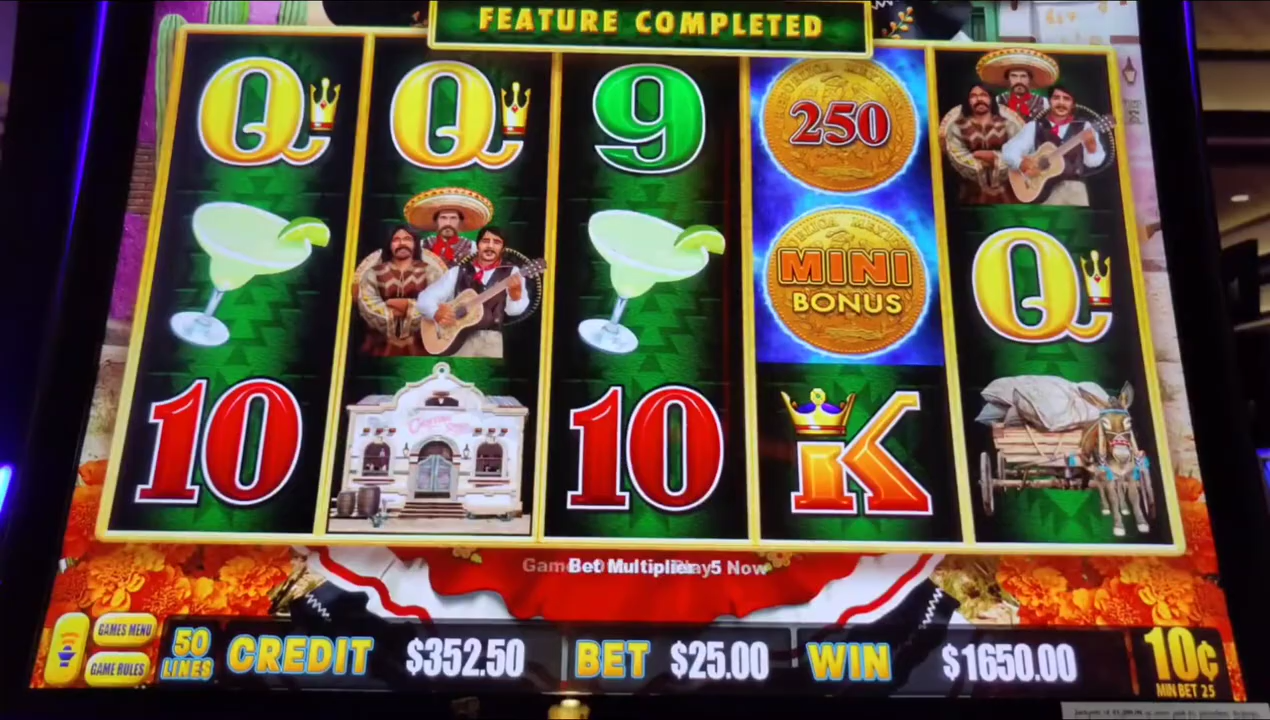 FEATURE COMPLETED
Q Q 9 250
MINI
BONUS
Q
10 10 K
Bet Multiplier 5
GAMES MENU
GAME RULES
50
LINES
CREDIT $352.50 BET $25.00 WIN $1650.00
10¢
MIN BET 25